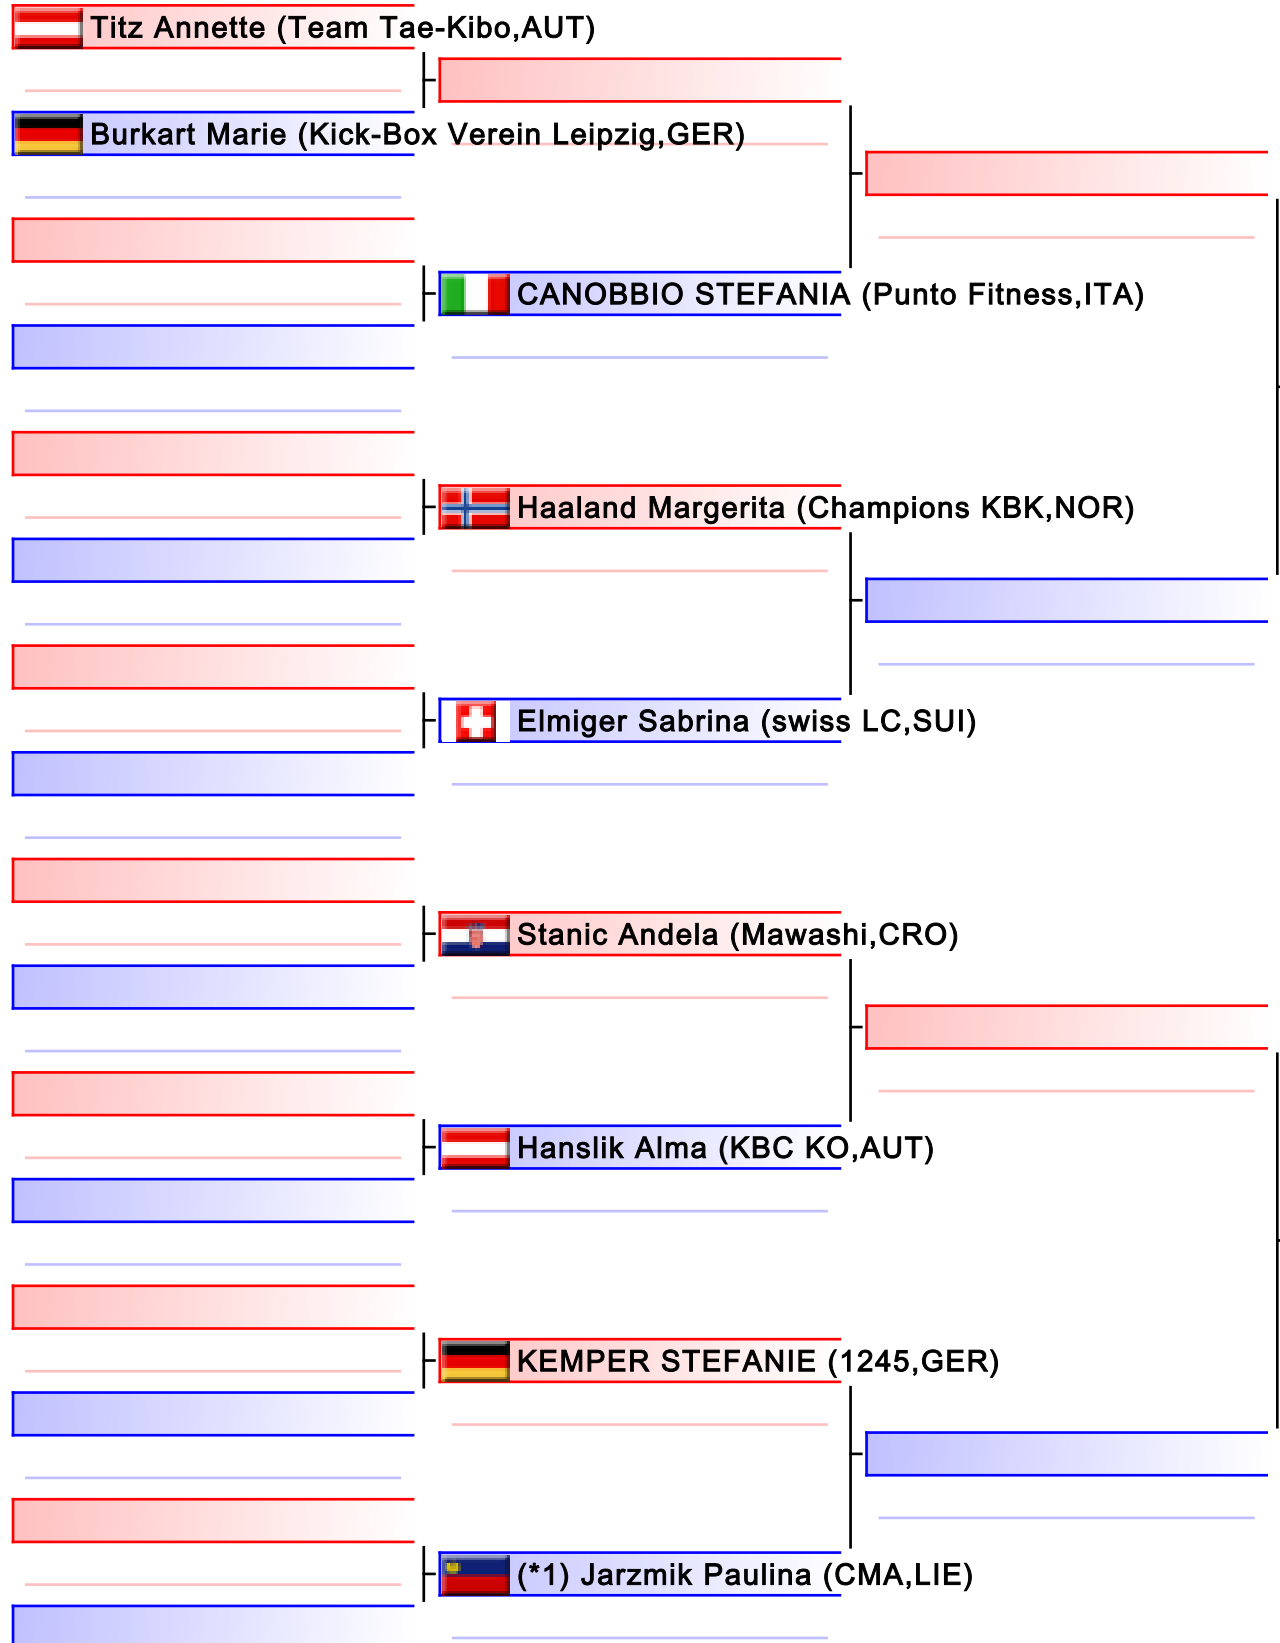 Titz Annette (Team Tae-Kibo,AUT)
Burkart Marie (Kick-Box Verein Leipzig,GER)
CANOBBIO STEFANIA (Punto Fitness,ITA)
Haaland Margerita (Champions KBK,NOR)
Elmiger Sabrina (swiss LC,SUI)
Stanic Andela (Mawashi,CRO)
Hanslik Alma (KBC KO,AUT)
KEMPER STEFANIE (1245,GER)
(*1) Jarzmik Paulina (CMA,LIE)